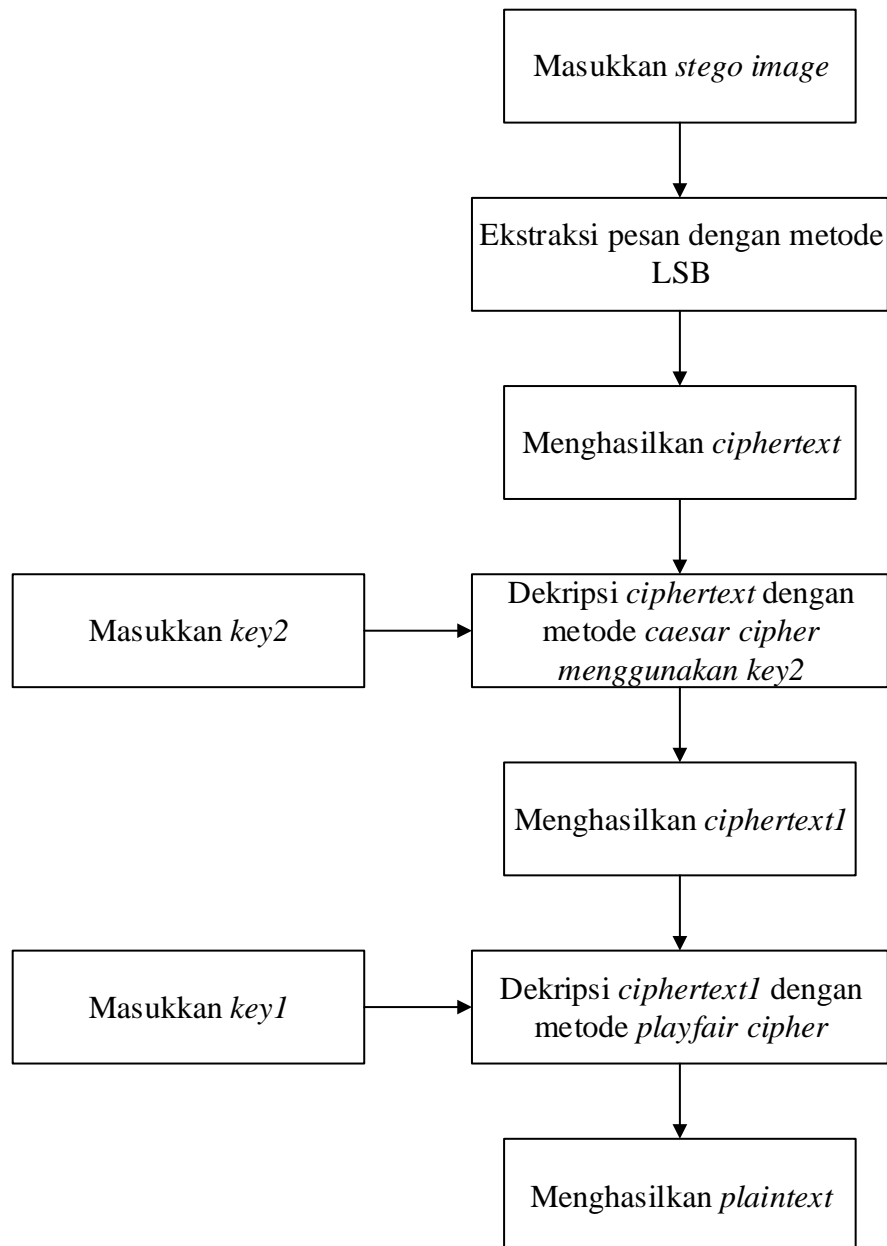 Masukkan stego image
Ekstraksi pesan dengan metode
LSB
Menghasilkan ciphertext
Masukkan key2
Dekripsi ciphertext dengan
metode caesar cipher
menggunakan key2
Menghasilkan ciphertext1
Masukkan key1
Dekripsi ciphertext1 dengan
metode playfair cipher
Menghasilkan plaintext